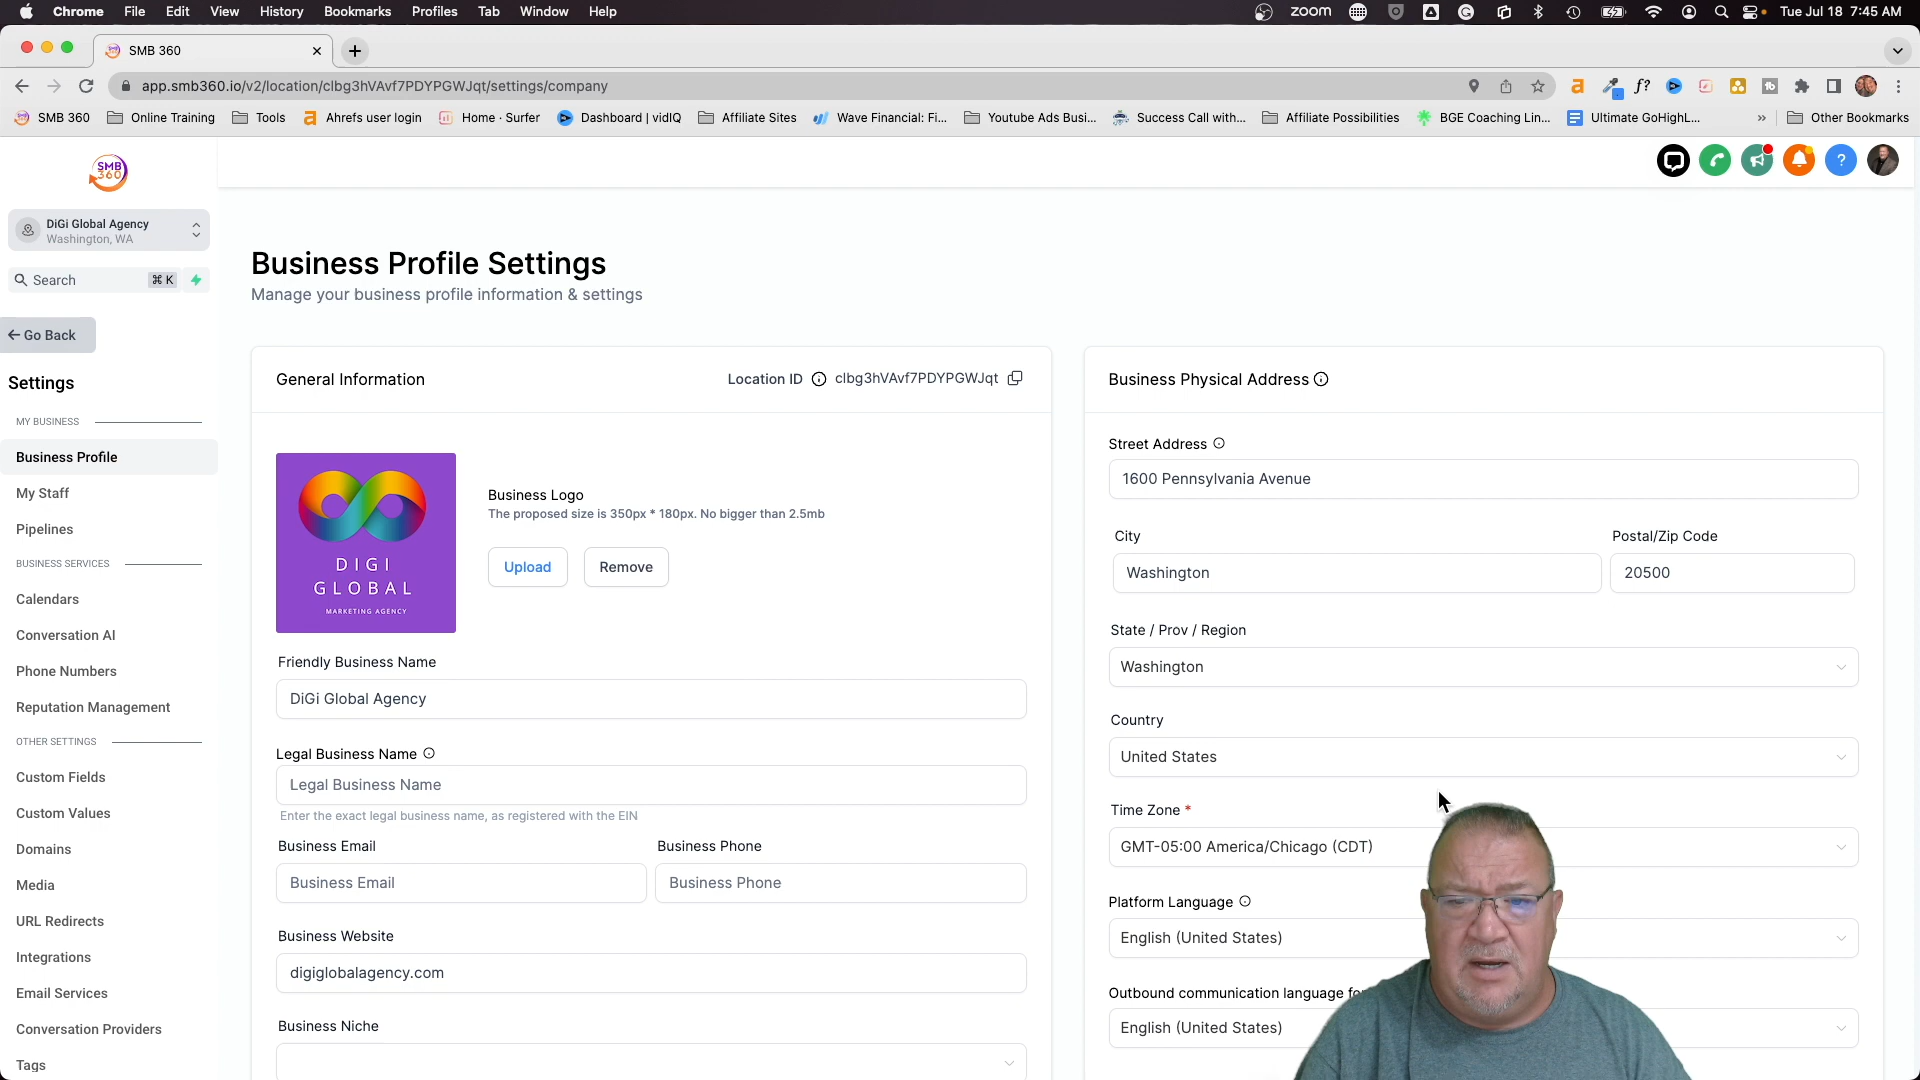 Chrome File Edit View History Bookmarks Profiles Tab Window Help
zoom
Tue Jul 18 7:45 AM
SMB 360
app.smb360.io/v2/location/clbg3hVAvf7PDYPGWJqt/settings/company
f?
SMB 360
Online Training
Tools
Ahrefs user login
Home · Surfer
Dashboard | vidIQ
Affiliate Sites
Wave Financial: Fi...
Youtube Ads Busi...
Success Call with...
Affiliate Possibilities
BGE Coaching Lin...
Ultimate GoHighL...
»
Other Bookmarks
SMB
360
DiGi Global Agency
Washington, WA
Search
⌘ K
Go Back
Settings
MY BUSINESS
Business Profile
My Staff
Pipelines
BUSINESS SERVICES
Calendars
Conversation AI
Phone Numbers
Reputation Management
OTHER SETTINGS
Custom Fields
Custom Values
Domains
Media
URL Redirects
Integrations
Email Services
Conversation Providers
Tags
?
Business Profile Settings
Manage your business profile information & settings
General Information
Location ID
clbg3hVAvf7PDYPGWJqt
DIGI
GLOBAL
MARKETING AGENCY
Business Logo
The proposed size is 350px * 180px. No bigger than 2.5mb
Upload
Remove
Friendly Business Name
DiGi Global Agency
Legal Business Name
Legal Business Name
Enter the exact legal business name, as registered with the EIN
Business Email
Business Phone
Business Email
Business Phone
Business Website
digiglobalagency.com
Business Niche
Business Physical Address
Street Address
1600 Pennsylvania Avenue
City
Postal/Zip Code
Washington
20500
State / Prov / Region
Washington
Country
United States
Time Zone *
GMT-05:00 America/Chicago (CDT)
Platform Language
English (United States)
Outbound communication language fo
English (United States)